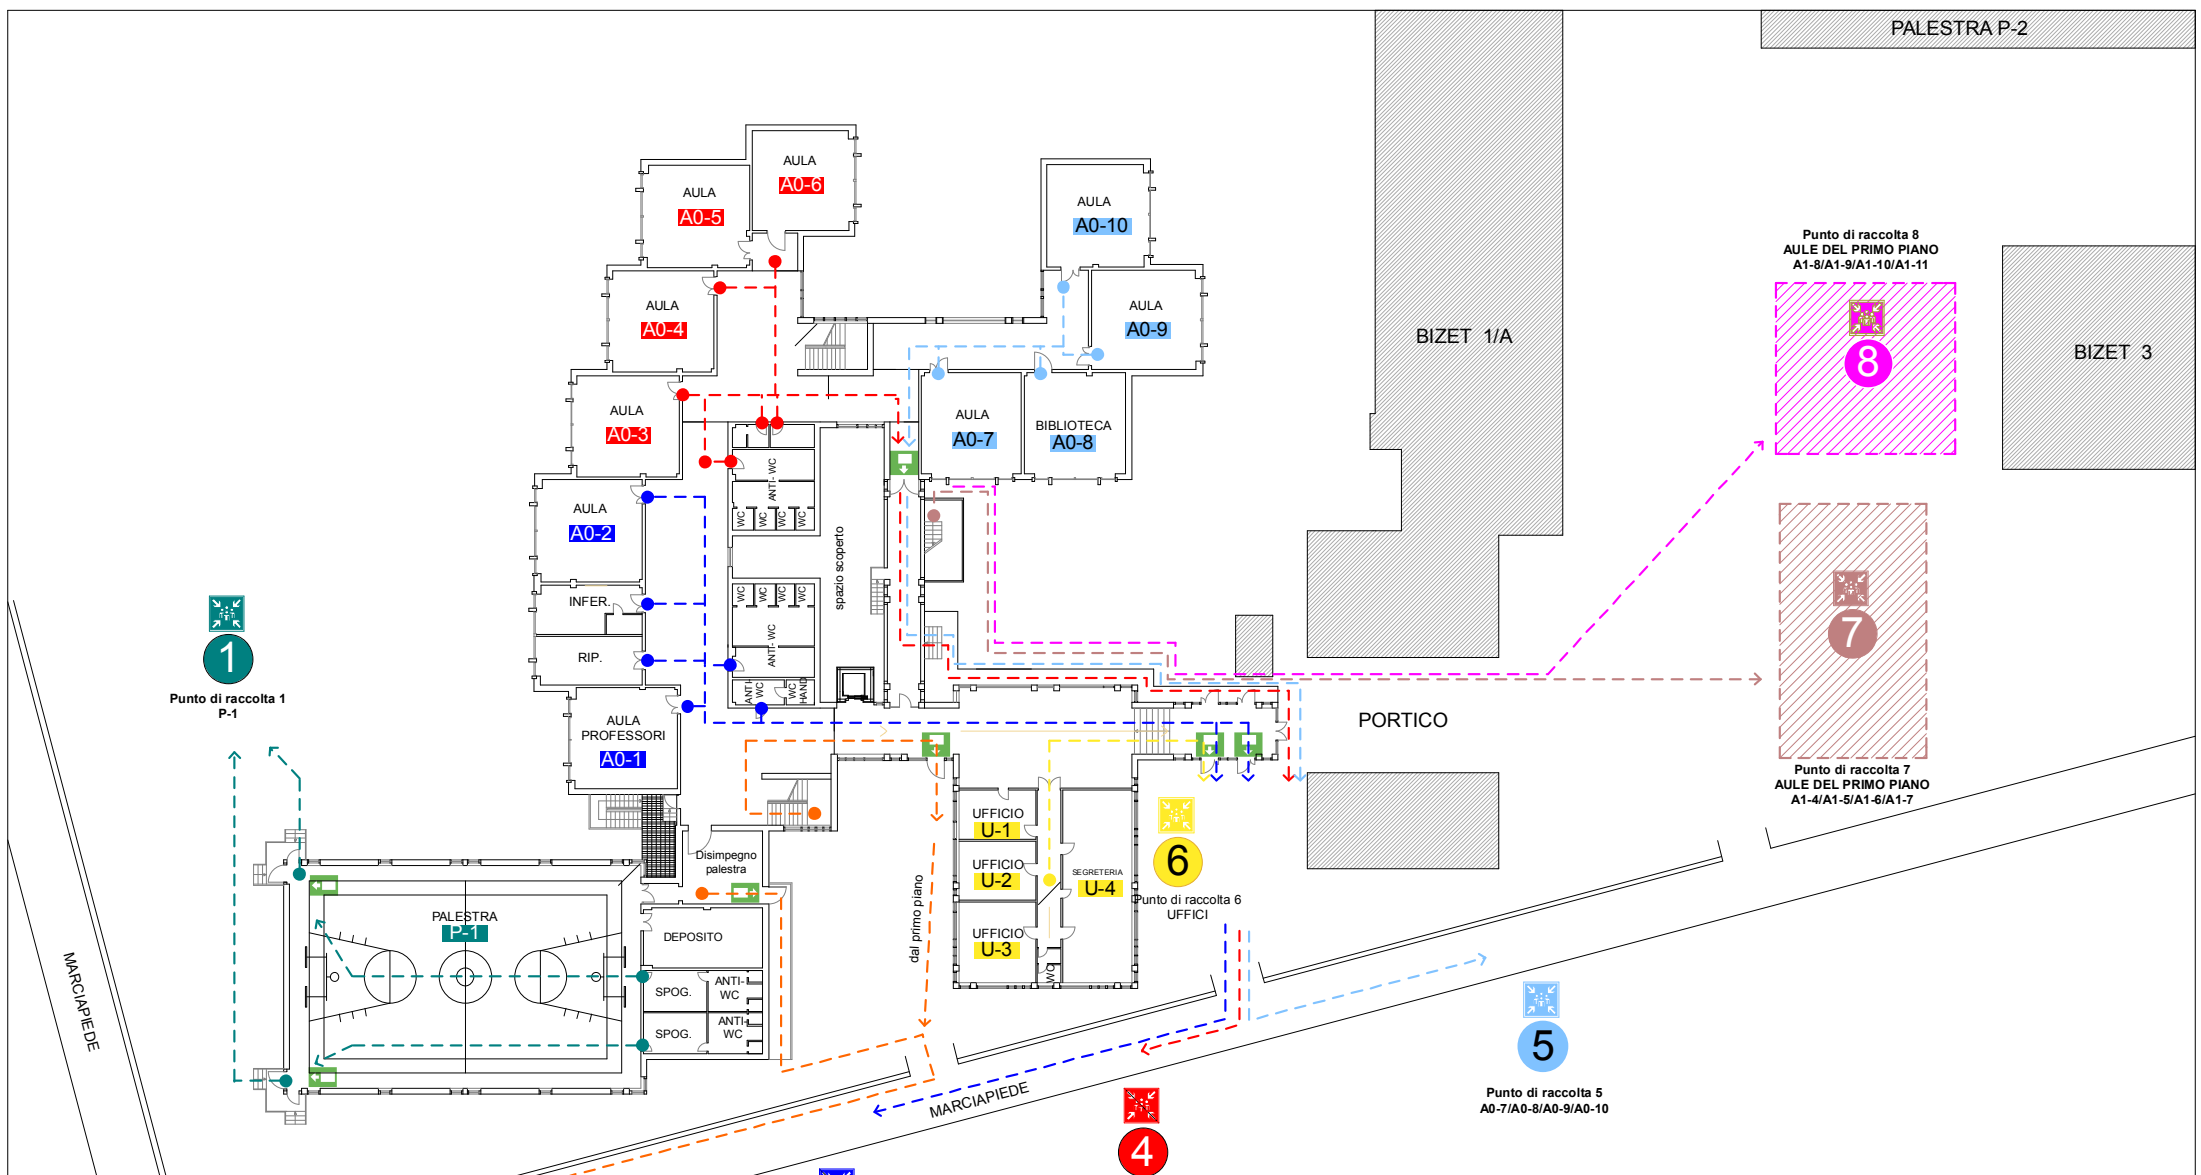 PALESTRA P-2
AULA
A0-6
AULA
A0-5
AULA
A0-10
Punto di raccolta 8
AULE DEL PRIMO PIANO
A1-8/A1-9/A1-10/A1-11
8
AULA
A0-4
AULA
A0-9
BIZET 1/A
BIZET 3
AULA
A0-3
AULA
A0-7
BIBLIOTECA
A0-8
ANTI-WC
WC
WC
WC
WC
AULA
A0-2
spazio scoperto
INFER.
WC
WC
WC
WC
ANTI-WC
RIP.
ANTI
WC
WC
HAND
1
Punto di raccolta 1
P-1
7
Punto di raccolta 7
AULE DEL PRIMO PIANO
A1-4/A1-5/A1-6/A1-7
AULA
PROFESSORI
A0-1
PORTICO
UFFICIO
U-1
UFFICIO
U-2
UFFICIO
U-3
SEGRETERIA
U-4
WC
6
Punto di raccolta 6
UFFICI
Disimpegno
palestra
PALESTRA
P-1
DEPOSITO
SPOG.
ANTI-
WC
SPOG.
ANTI-
WC
dal primo piano
MARCIAPIEDE
MARCIAPIEDE
5
Punto di raccolta 5
A0-7/A0-8/A0-9/A0-10
4